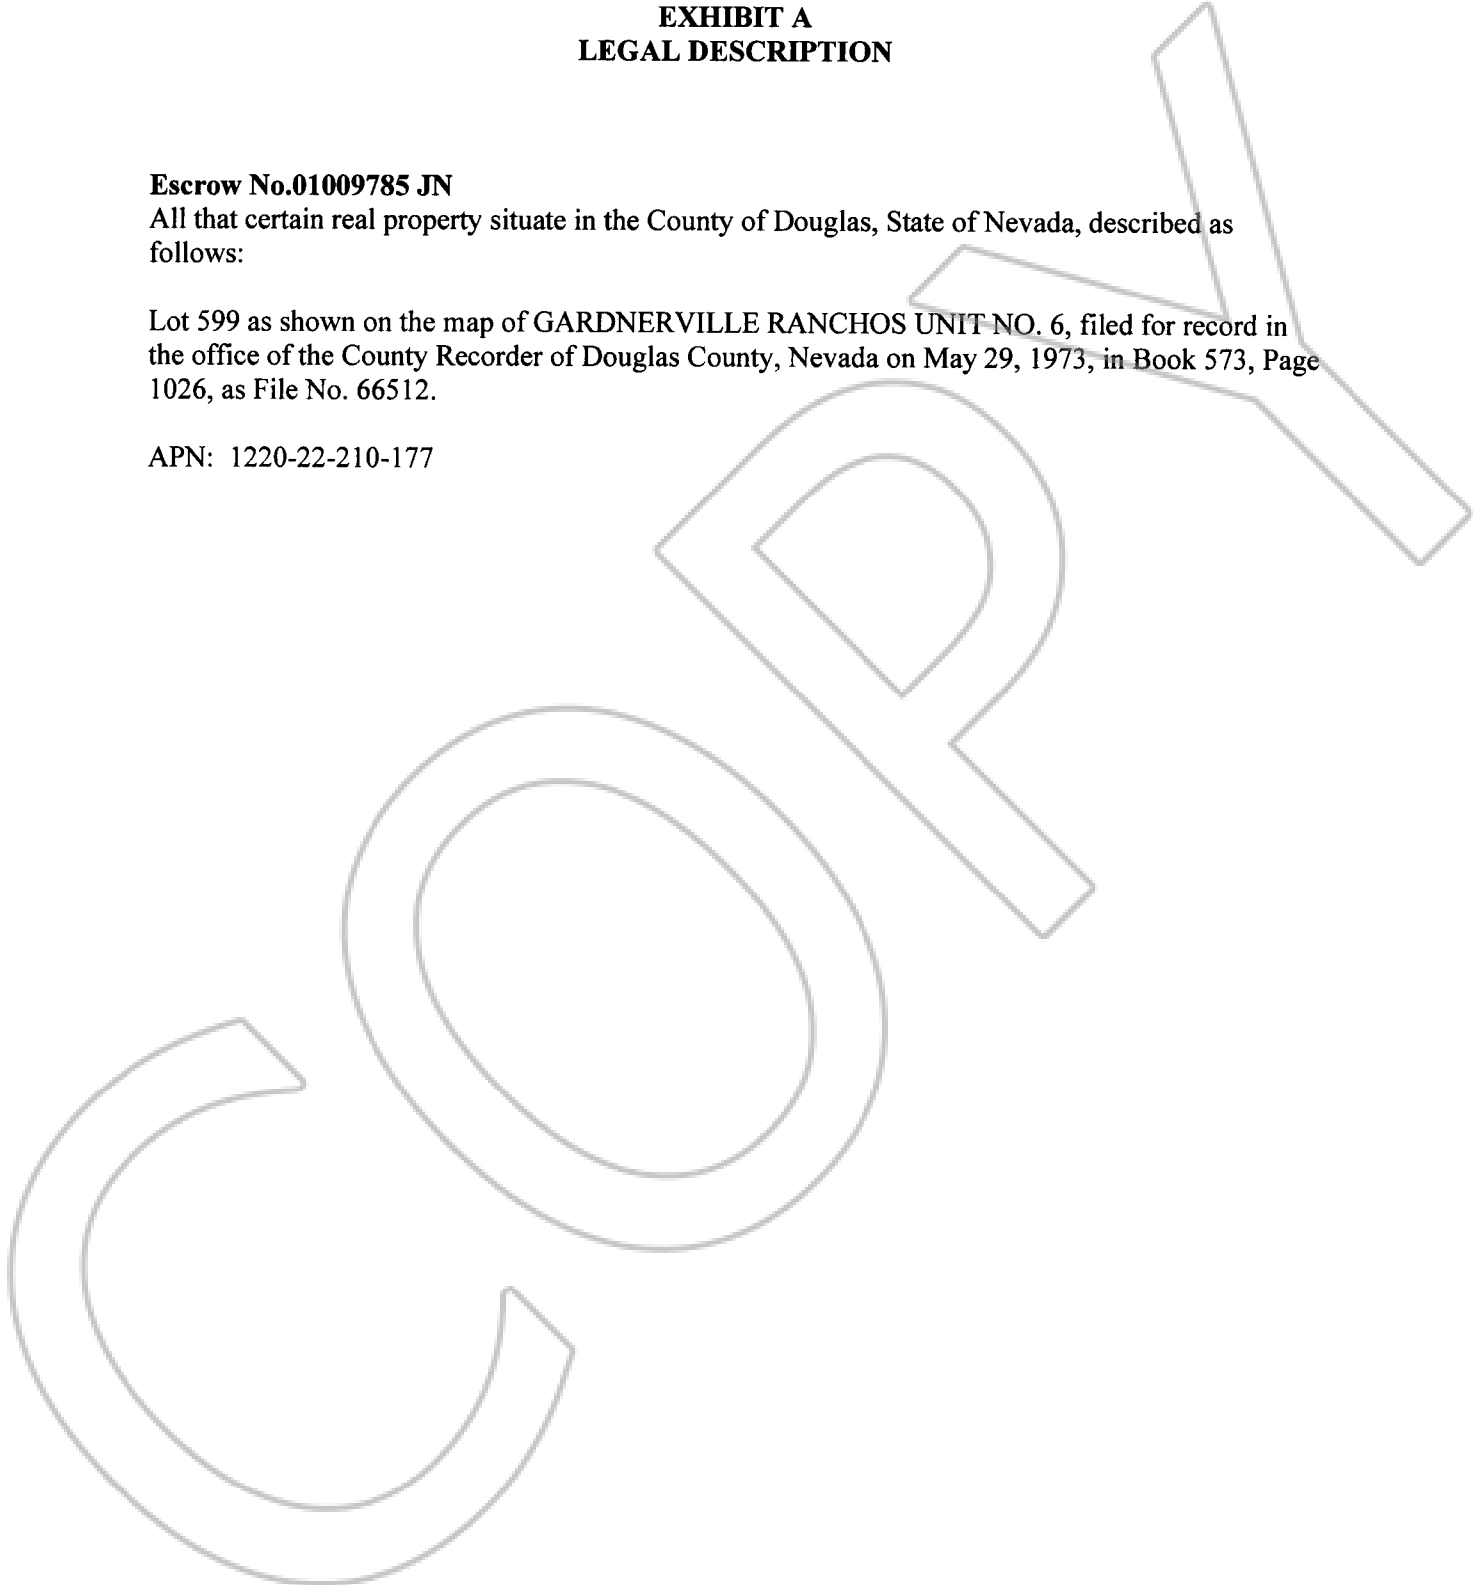 EXHIBIT A
LEGAL DESCRIPTION
Escrow No.01009785 JN
All that certain real property situate in the County of Douglas, State of Nevada, described as
follows:
Lot 599 as shown on the map of GARDNERVILLE RANCHOS UNIT NO. 6, filed for record in
the office of the County Recorder of Douglas County, Nevada on May 29, 1973, in Book 573, Page
1026, as File No. 66512.
APN: 1220-22-210-177
COPY